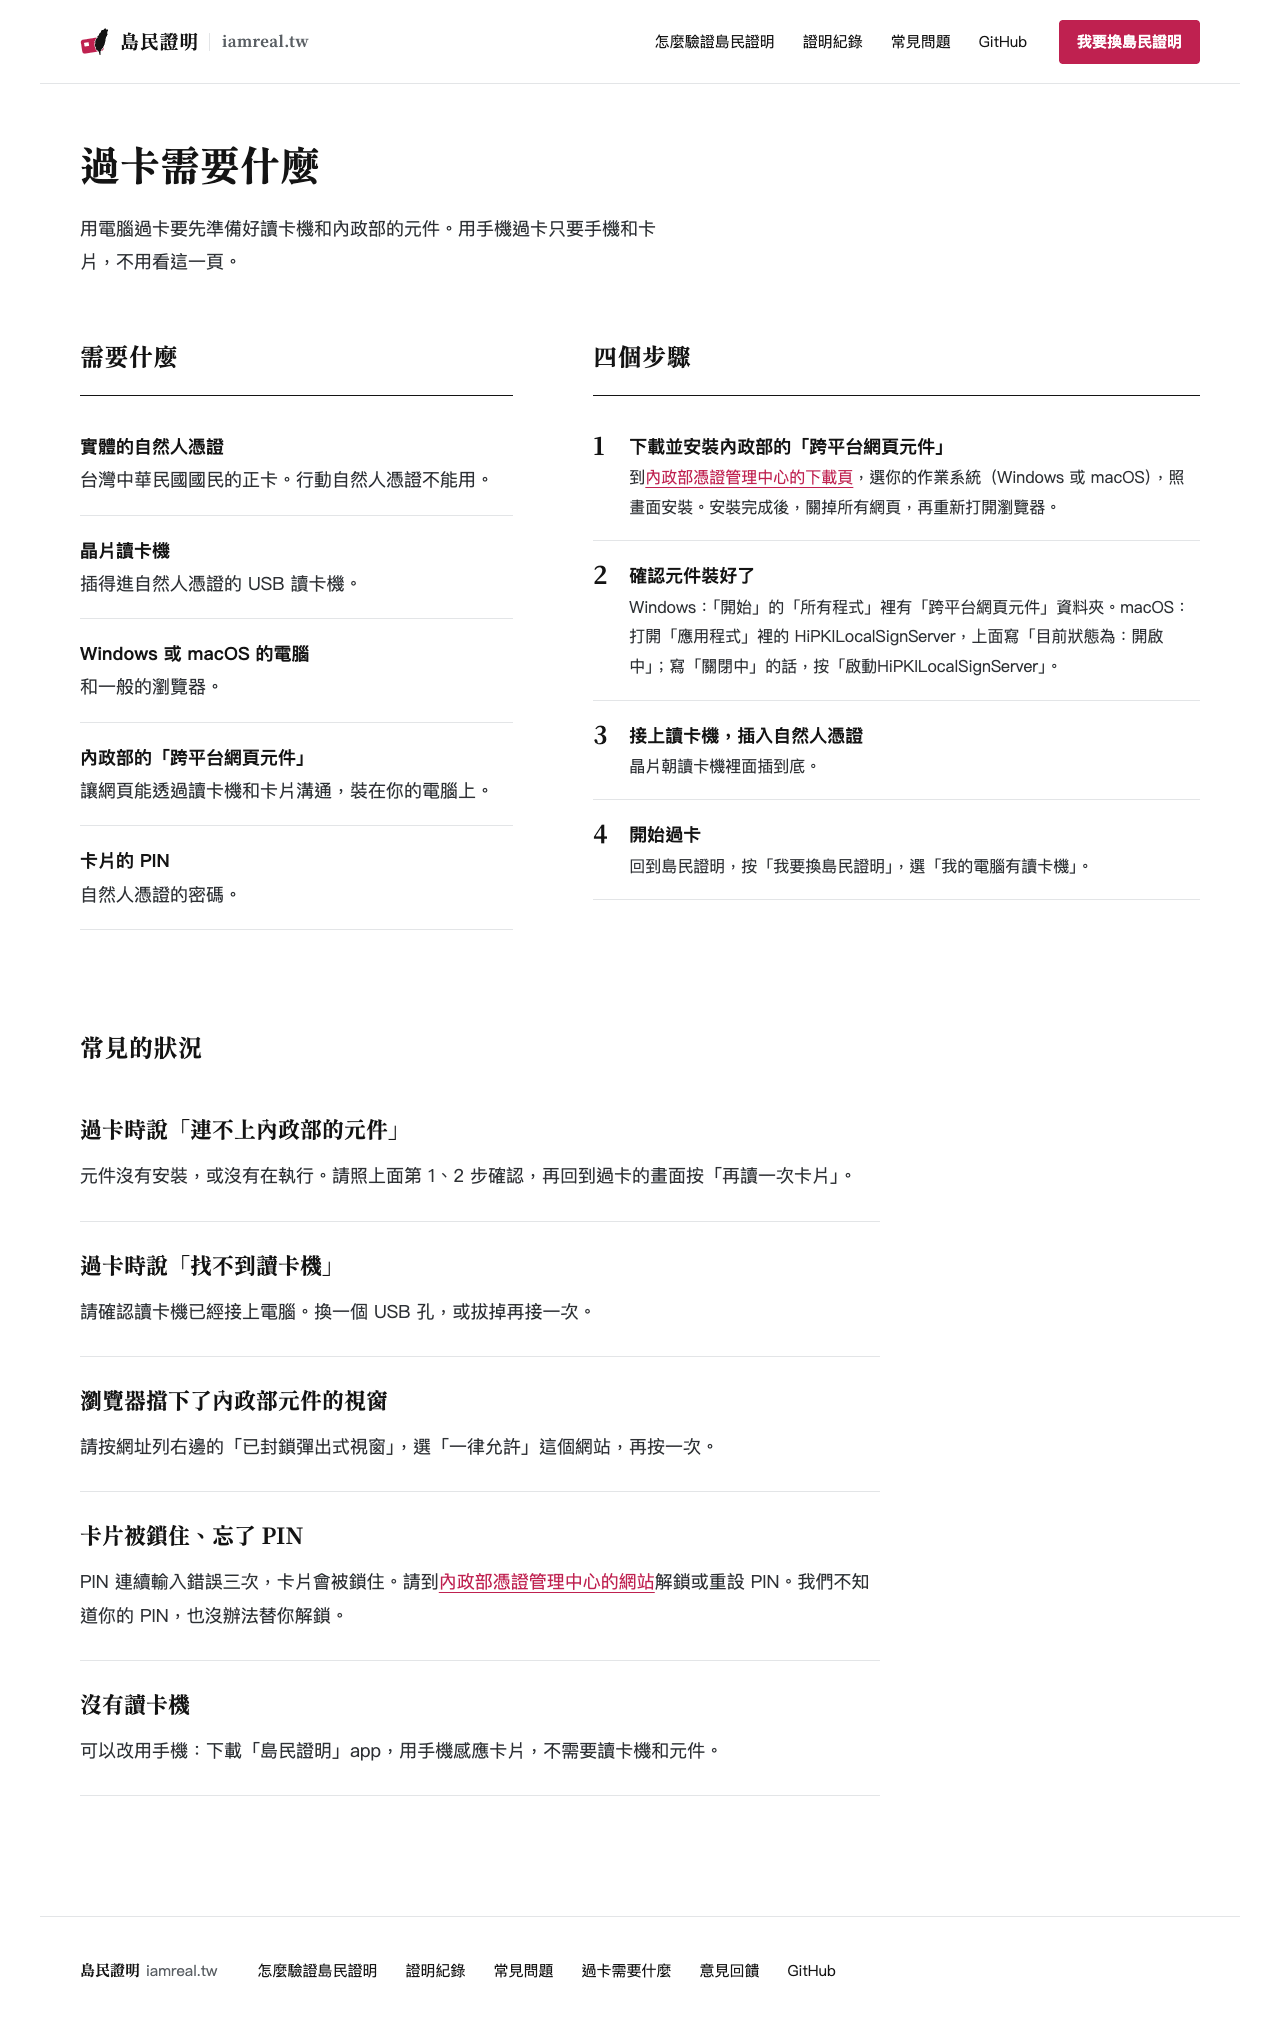 島民證明 iamreal.tw 怎麼驗證島民證明 證明紀錄 常見問題 GitHub 我要換島民證明
過卡需要什麼
用電腦過卡要先準備好讀卡機和內政部的元件。用手機過卡只要手機和卡
片，不用看這一頁。
需要什麼
實體的自然人憑證
台灣中華民國國民的正卡。行動自然人憑證不能用。
晶片讀卡機
插得進自然人憑證的 USB 讀卡機。
Windows 或 macOS 的電腦
和一般的瀏覽器。
內政部的「跨平台網頁元件」
讓網頁能透過讀卡機和卡片溝通，裝在你的電腦上。
卡片的 PIN
自然人憑證的密碼。
四個步驟
1 下載並安裝內政部的「跨平台網頁元件」
到內政部憑證管理中心的下載頁，選你的作業系統（Windows 或 macOS），照
畫面安裝。安裝完成後，關掉所有網頁，再重新打開瀏覽器。
2 確認元件裝好了
Windows：「開始」的「所有程式」裡有「跨平台網頁元件」資料夾。macOS：
打開「應用程式」裡的 HiPKILocalSignServer，上面寫「目前狀態為：開啟
中」；寫「關閉中」的話，按「啟動HiPKILocalSignServer」。
3 接上讀卡機，插入自然人憑證
晶片朝讀卡機裡面插到底。
4 開始過卡
回到島民證明，按「我要換島民證明」，選「我的電腦有讀卡機」。
常見的狀況
過卡時說「連不上內政部的元件」
元件沒有安裝，或沒有在執行。請照上面第 1、2 步確認，再回到過卡的畫面按「再讀一次卡片」。
過卡時說「找不到讀卡機」
請確認讀卡機已經接上電腦。換一個 USB 孔，或拔掉再接一次。
瀏覽器擋下了內政部元件的視窗
請按網址列右邊的「已封鎖彈出式視窗」，選「一律允許」這個網站，再按一次。
卡片被鎖住、忘了 PIN
PIN 連續輸入錯誤三次，卡片會被鎖住。請到內政部憑證管理中心的網站解鎖或重設 PIN。我們不知
道你的 PIN，也沒辦法替你解鎖。
沒有讀卡機
可以改用手機：下載「島民證明」app，用手機感應卡片，不需要讀卡機和元件。
島民證明 iamreal.tw 怎麼驗證島民證明 證明紀錄 常見問題 過卡需要什麼 意見回饋 GitHub